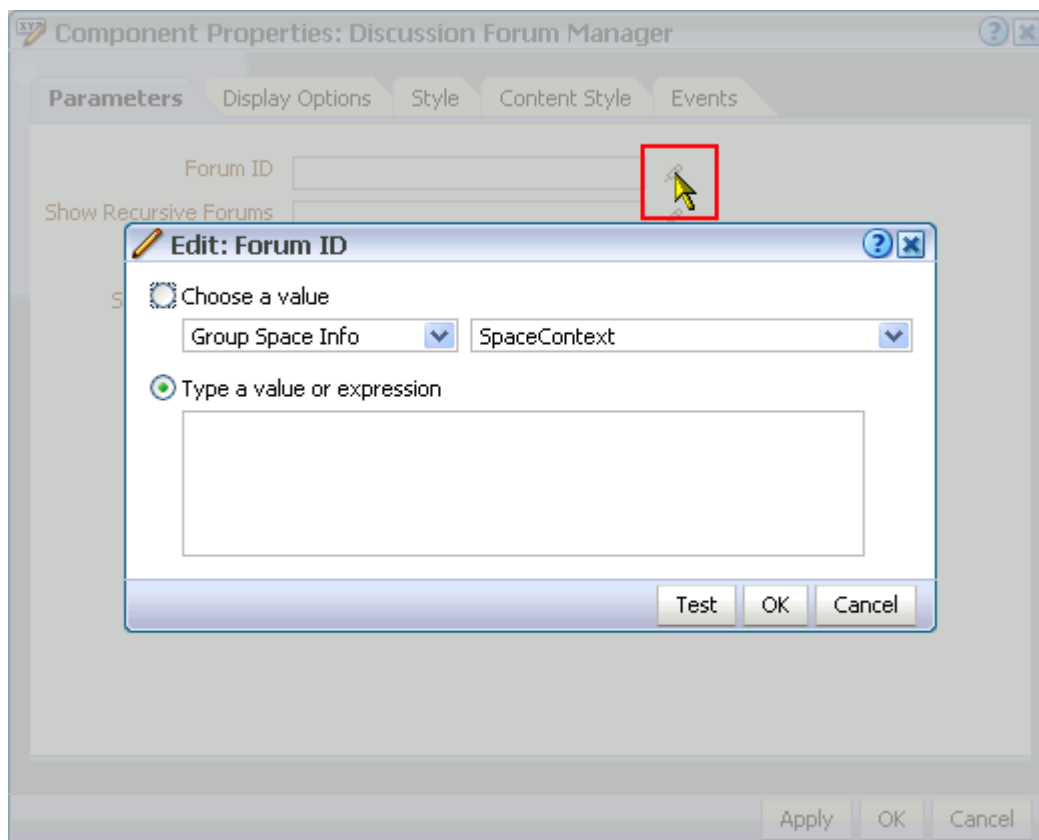 Component Properties: Discussion Forum Manager
Parameters Display Options Style Content Style Events
Forum ID
Show Recursive Forums
Edit: Forum ID
S
Choose a value
Group Space Info SpaceContext
Type a value or expression
Test OK Cancel
Apply OK Cancel